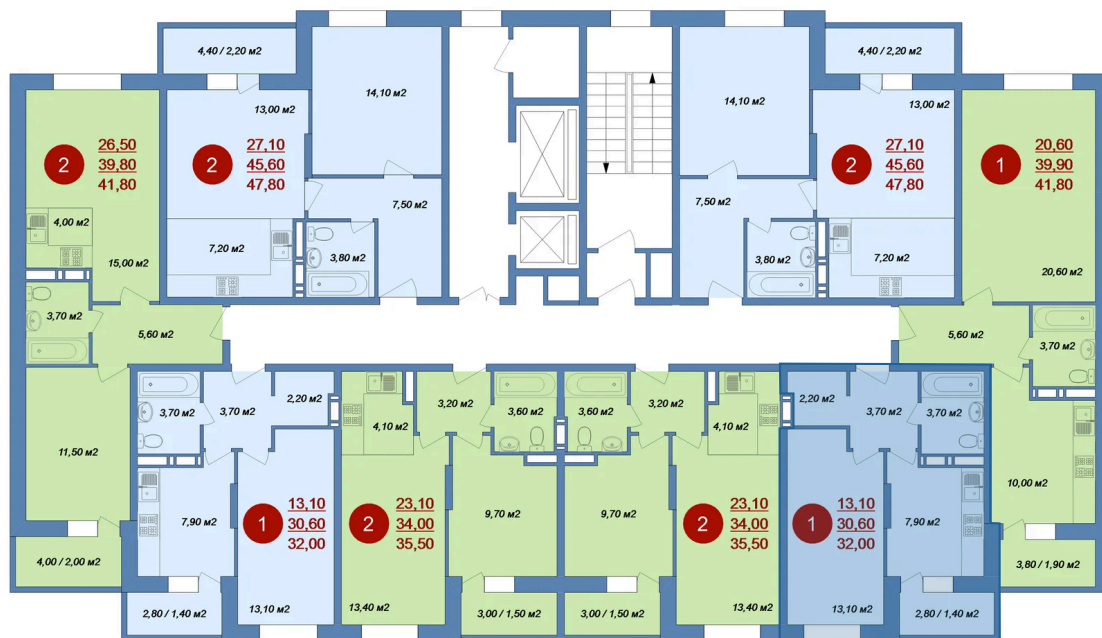 4,40 / 2,20 м2
14,10 м2
13,00 м2
2
27,10
45,60
47,80
7,20 м2
3,80 м2
7,50 м2
2
26,50
39,80
41,80
4,00 м2
15,00 м2
3,70 м2
5,60 м2
11,50 м2
4,00 / 2,00 м2
14,10 м2
4,40 / 2,20 м2
13,00 м2
2
27,10
45,60
47,80
7,50 м2
3,80 м2
7,20 м2
1
20,60
39,90
41,80
20,60 м2
5,60 м2
3,70 м2
10,00 м2
3,80 / 1,90 м2
3,70 м2
3,70 м2
2,20 м2
7,90 м2
1
13,10
30,60
32,00
13,10 м2
2,80 / 1,40 м2
4,10 м2
3,20 м2
3,60 м2
2
23,10
34,00
35,50
9,70 м2
13,40 м2
3,00 / 1,50 м2
3,60 м2
3,20 м2
4,10 м2
9,70 м2
2
23,10
34,00
35,50
3,00 / 1,50 м2
13,40 м2
2,20 м2
3,70 м2
3,70 м2
1
13,10
30,60
32,00
7,90 м2
13,10 м2
2,80 / 1,40 м2